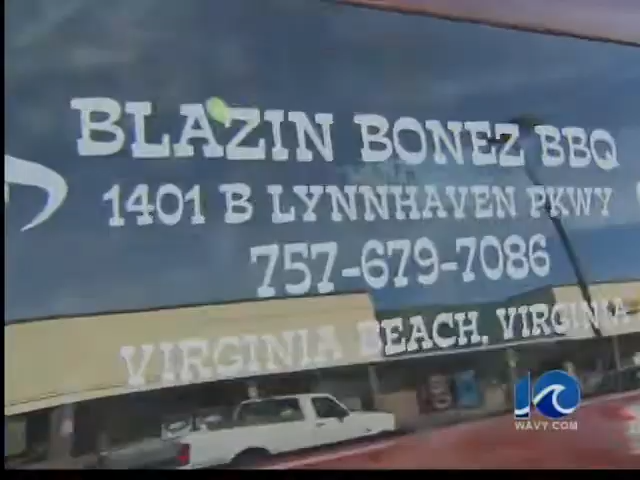 BLAZIN BONEZ BBQ
1401 B LYNNHAVEN PKWY
757-679-7086
VIRGINIA BEACH, VIRGINIA
10
WAVY.COM